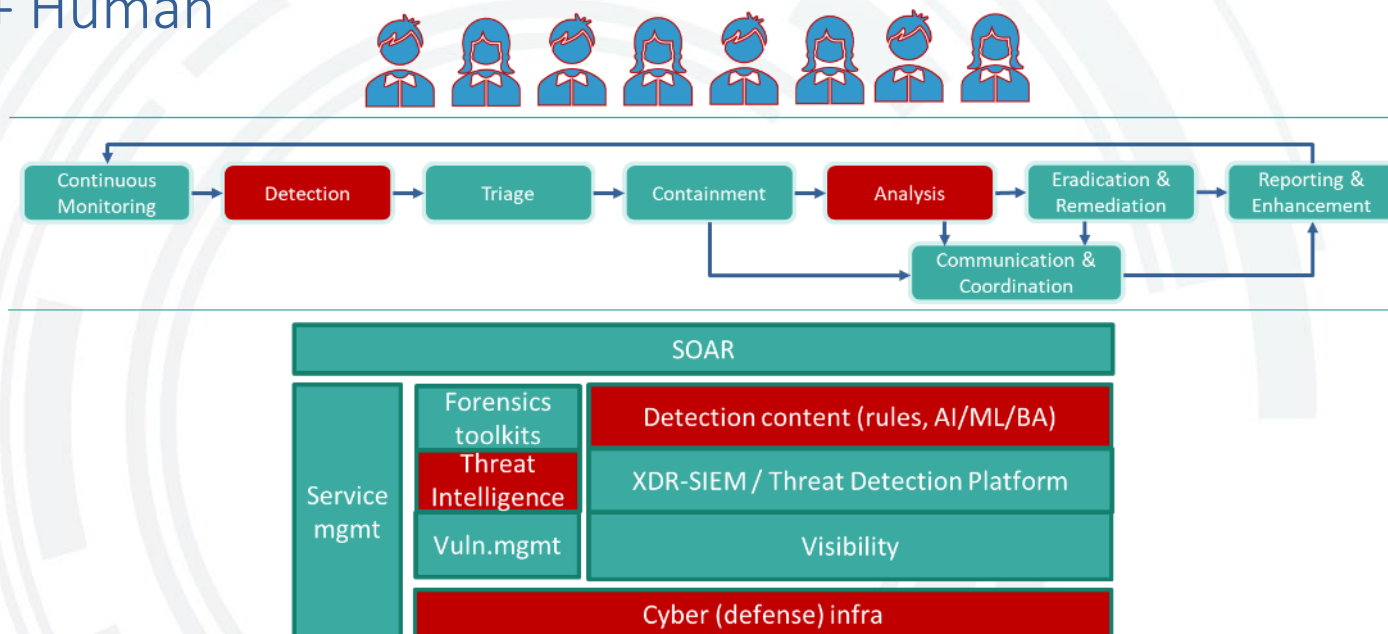 + Human
Continuous
Monitoring
Detection
Triage
Containment
Analysis
Eradication &
Remediation
Reporting &
Enhancement
Communication &
Coordination
SOAR
Service
mgmt
Forensics
toolkits
Threat
Intelligence
Vuln.mgmt
Detection content (rules, AI/ML/BA)
XDR-SIEM / Threat Detection Platform
Visibility
Cyber (defense) infra